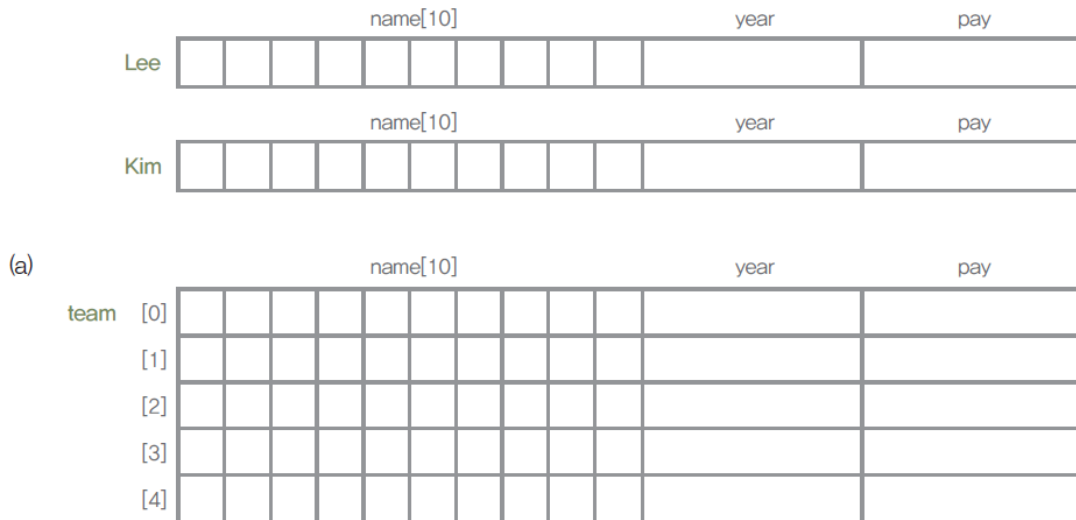 name[10] year pay
Lee
name[10] year pay
Kim
(a)
name[10] year pay
team [0]
[1]
[2]
[3]
[4]